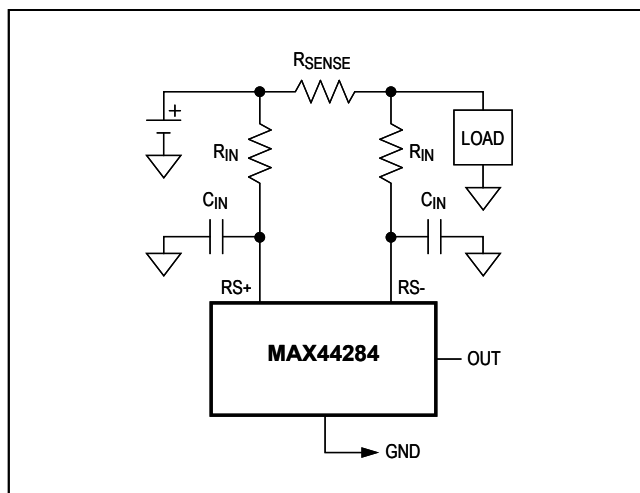 RSENSE
+
RIN
RIN
LOAD
CIN
CIN
RS+
RS-
MAX44284
OUT
GND